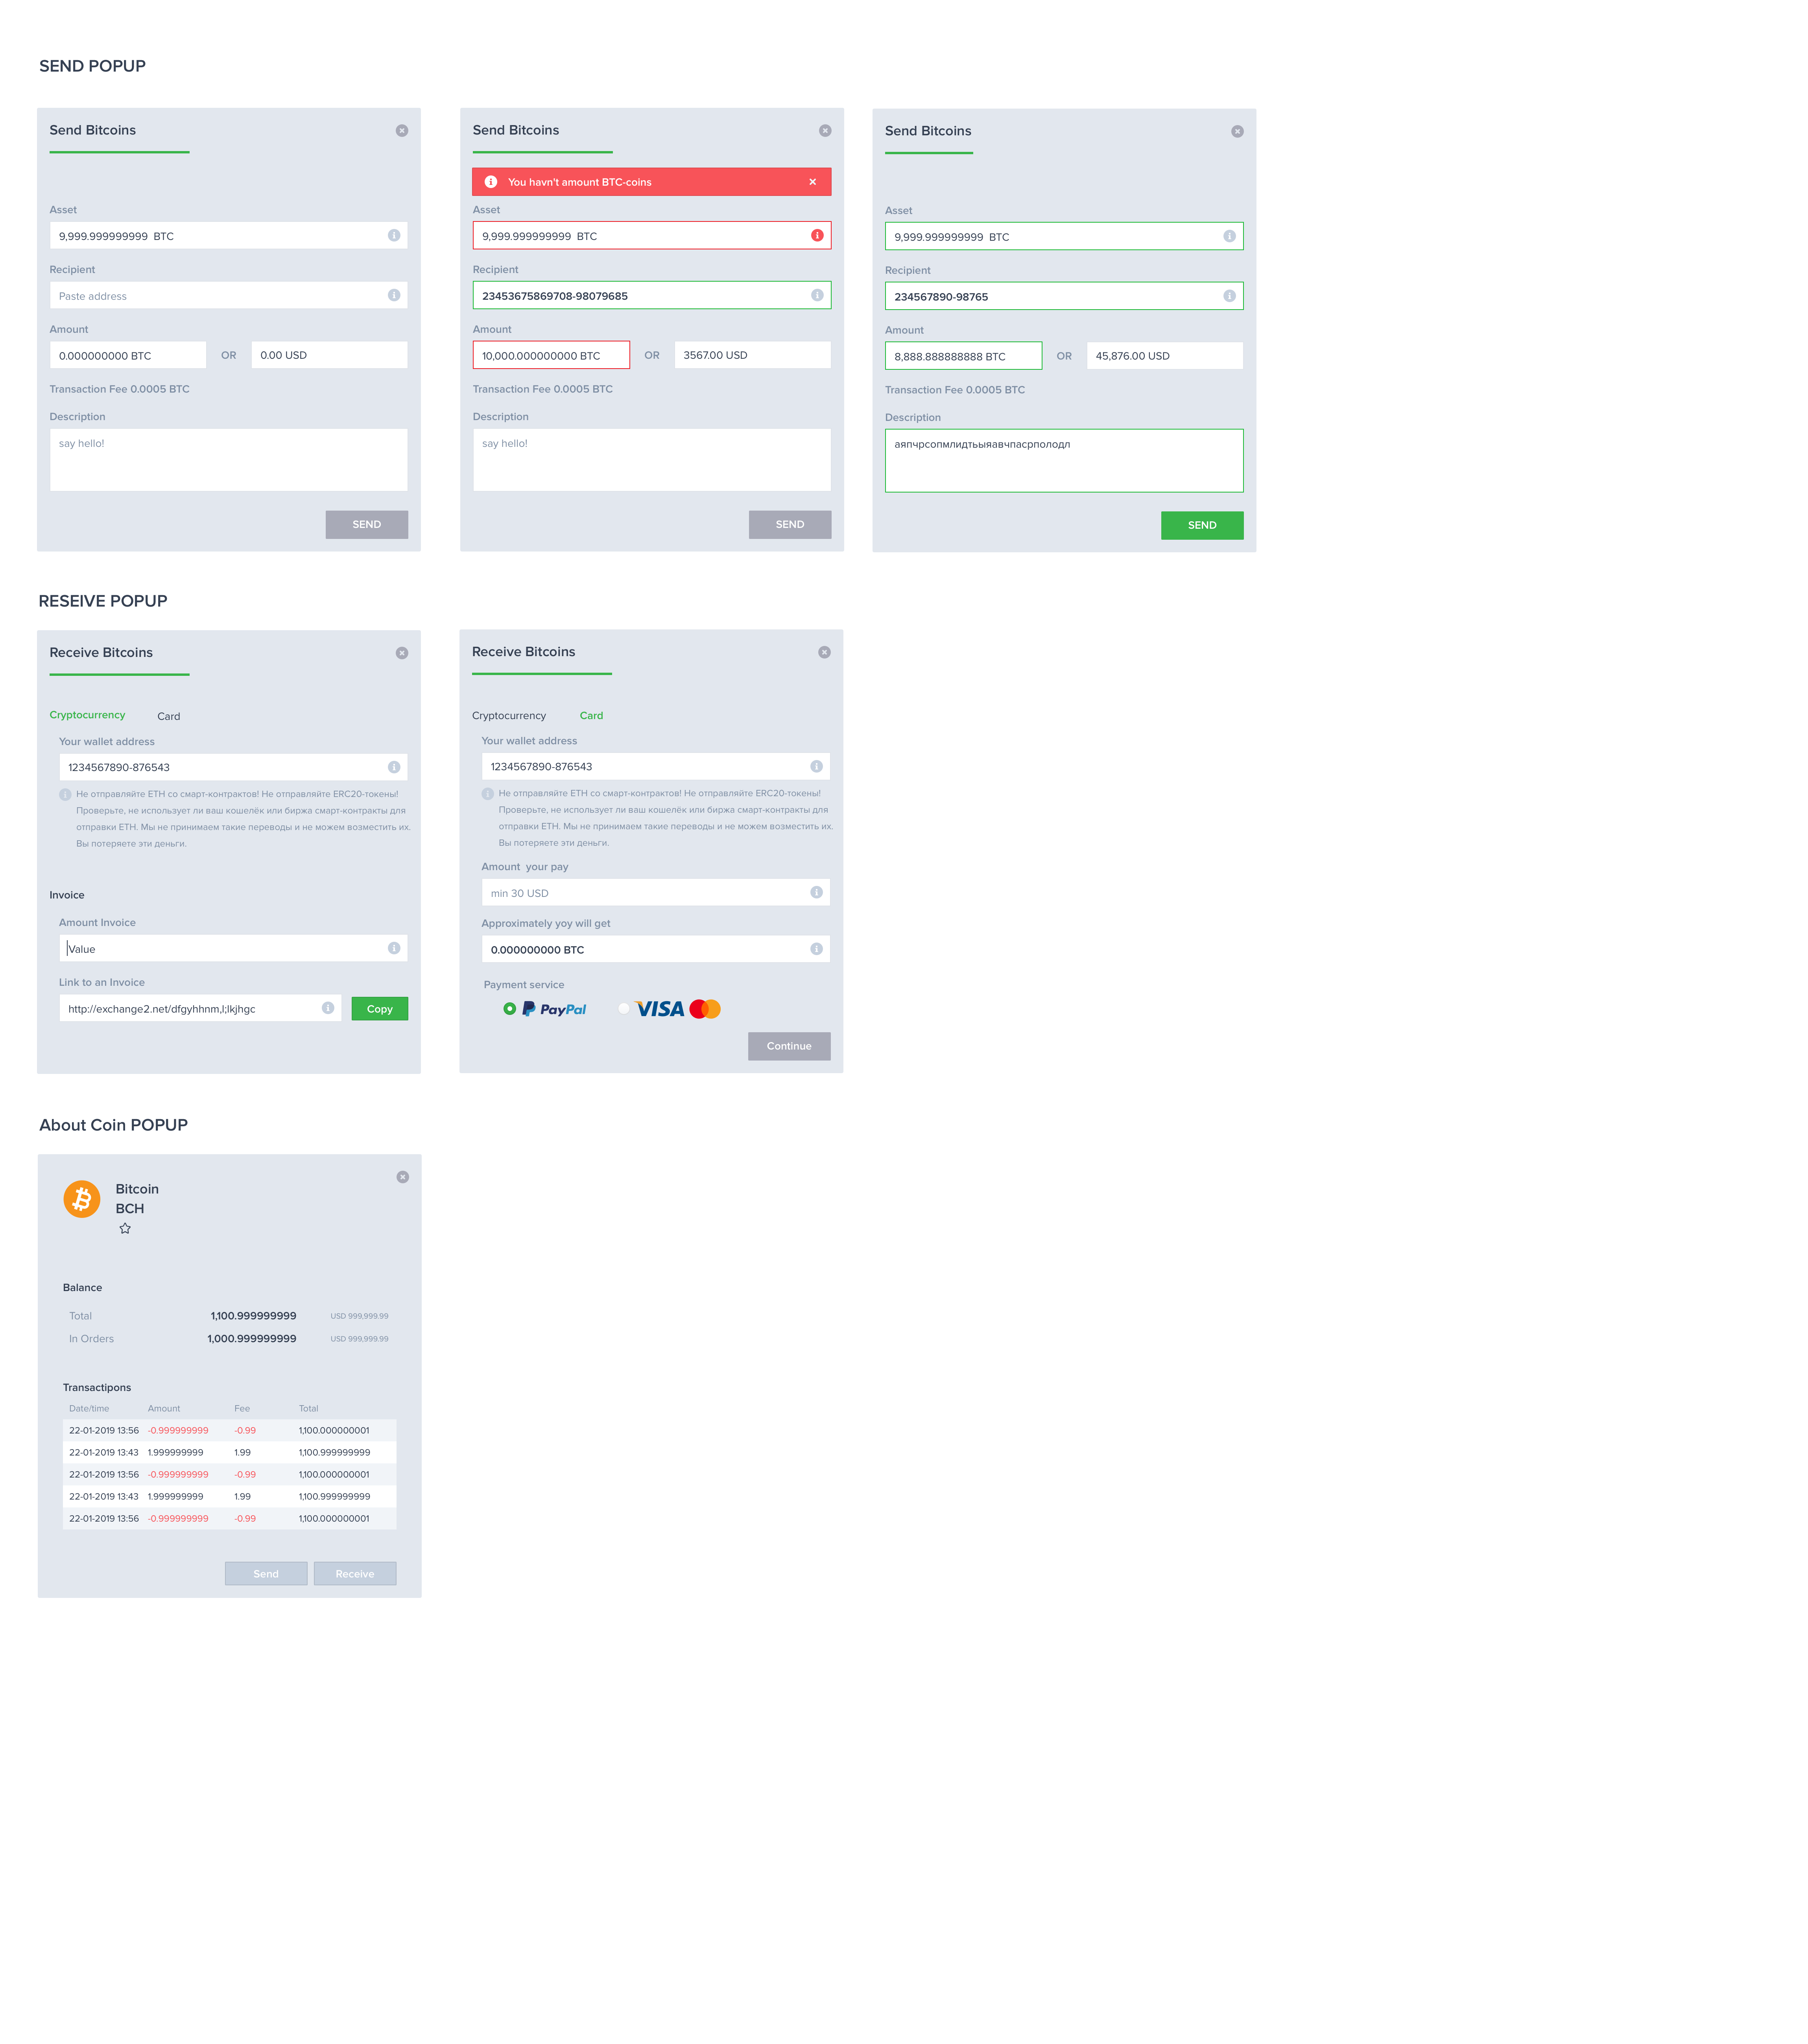 SEND POPUP
Send Bitcoins
Asset
9,999.999999999 BTC
Recipient
Paste address
Amount
0.000000000 BTC OR 0.00 USD
Transaction Fee 0.0005 BTC
Description
say hello!
SEND
Send Bitcoins
You havn't amount BTC-coins
Asset
9,999.999999999 BTC
Recipient
23453675869708-98079685
Amount
10,000.000000000 BTC OR 3567.00 USD
Transaction Fee 0.0005 BTC
Description
say hello!
SEND
Send Bitcoins
Asset
9,999.999999999 BTC
Recipient
234567890-98765
Amount
8,888.888888888 BTC OR 45,876.00 USD
Transaction Fee 0.0005 BTC
Description
аяпчрсопмлидтьыяавчпасрполодл
SEND
RESEIVE POPUP
Receive Bitcoins
Cryptocurrency Card
Your wallet address
1234567890-876543
Не отправляйте ETH со смарт-контрактов! Не отправляйте ERC20-токены!
Проверьте, не использует ли ваш кошелёк или биржа смарт-контракты для
отправки ETH. Мы не принимаем такие переводы и не можем возместить их.
Вы потеряете эти деньги.
Invoice
Amount Invoice
Value
Link to an Invoice
http://exchange2.net/dfgyhhnm,l;lkjhgc Copy
Receive Bitcoins
Cryptocurrency Card
Your wallet address
1234567890-876543
Не отправляйте ETH со смарт-контрактов! Не отправляйте ERC20-токены!
Проверьте, не использует ли ваш кошелёк или биржа смарт-контракты для
отправки ETH. Мы не принимаем такие переводы и не можем возместить их.
Вы потеряете эти деньги.
Amount your pay
min 30 USD
Approximately yoy will get
0.000000000 BTC
Payment service
PayPal VISA
Continue
About Coin POPUP
Bitcoin
BCH
Balance
Total 1,100.999999999 USD 999,999.99
In Orders 1,000.999999999 USD 999,999.99
Transactipons
Date/time Amount Fee Total
22-01-2019 13:56 -0.999999999 -0.99 1,100.000000001
22-01-2019 13:43 1.999999999 1.99 1,100.999999999
22-01-2019 13:56 -0.999999999 -0.99 1,100.000000001
22-01-2019 13:43 1.999999999 1.99 1,100.999999999
22-01-2019 13:56 -0.999999999 -0.99 1,100.000000001
Send Receive